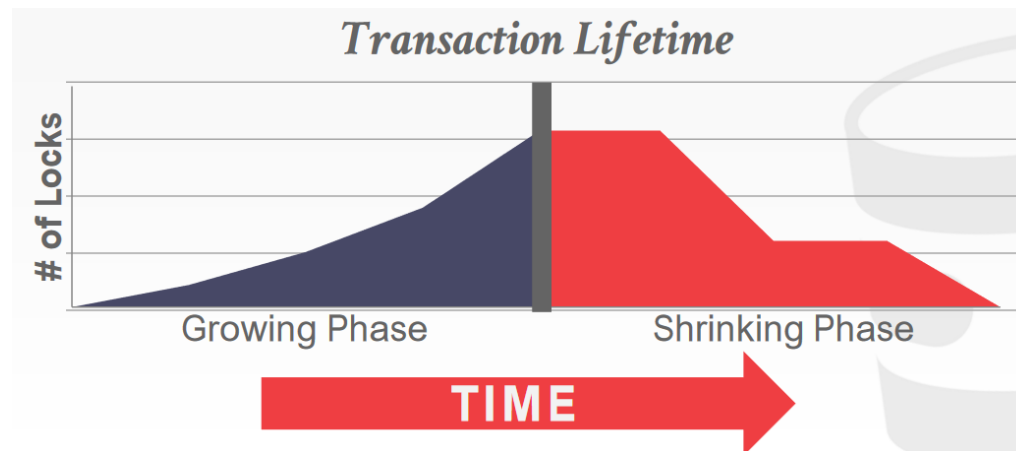 Transaction Lifetime
# of Locks
Growing Phase
Shrinking Phase
TIME